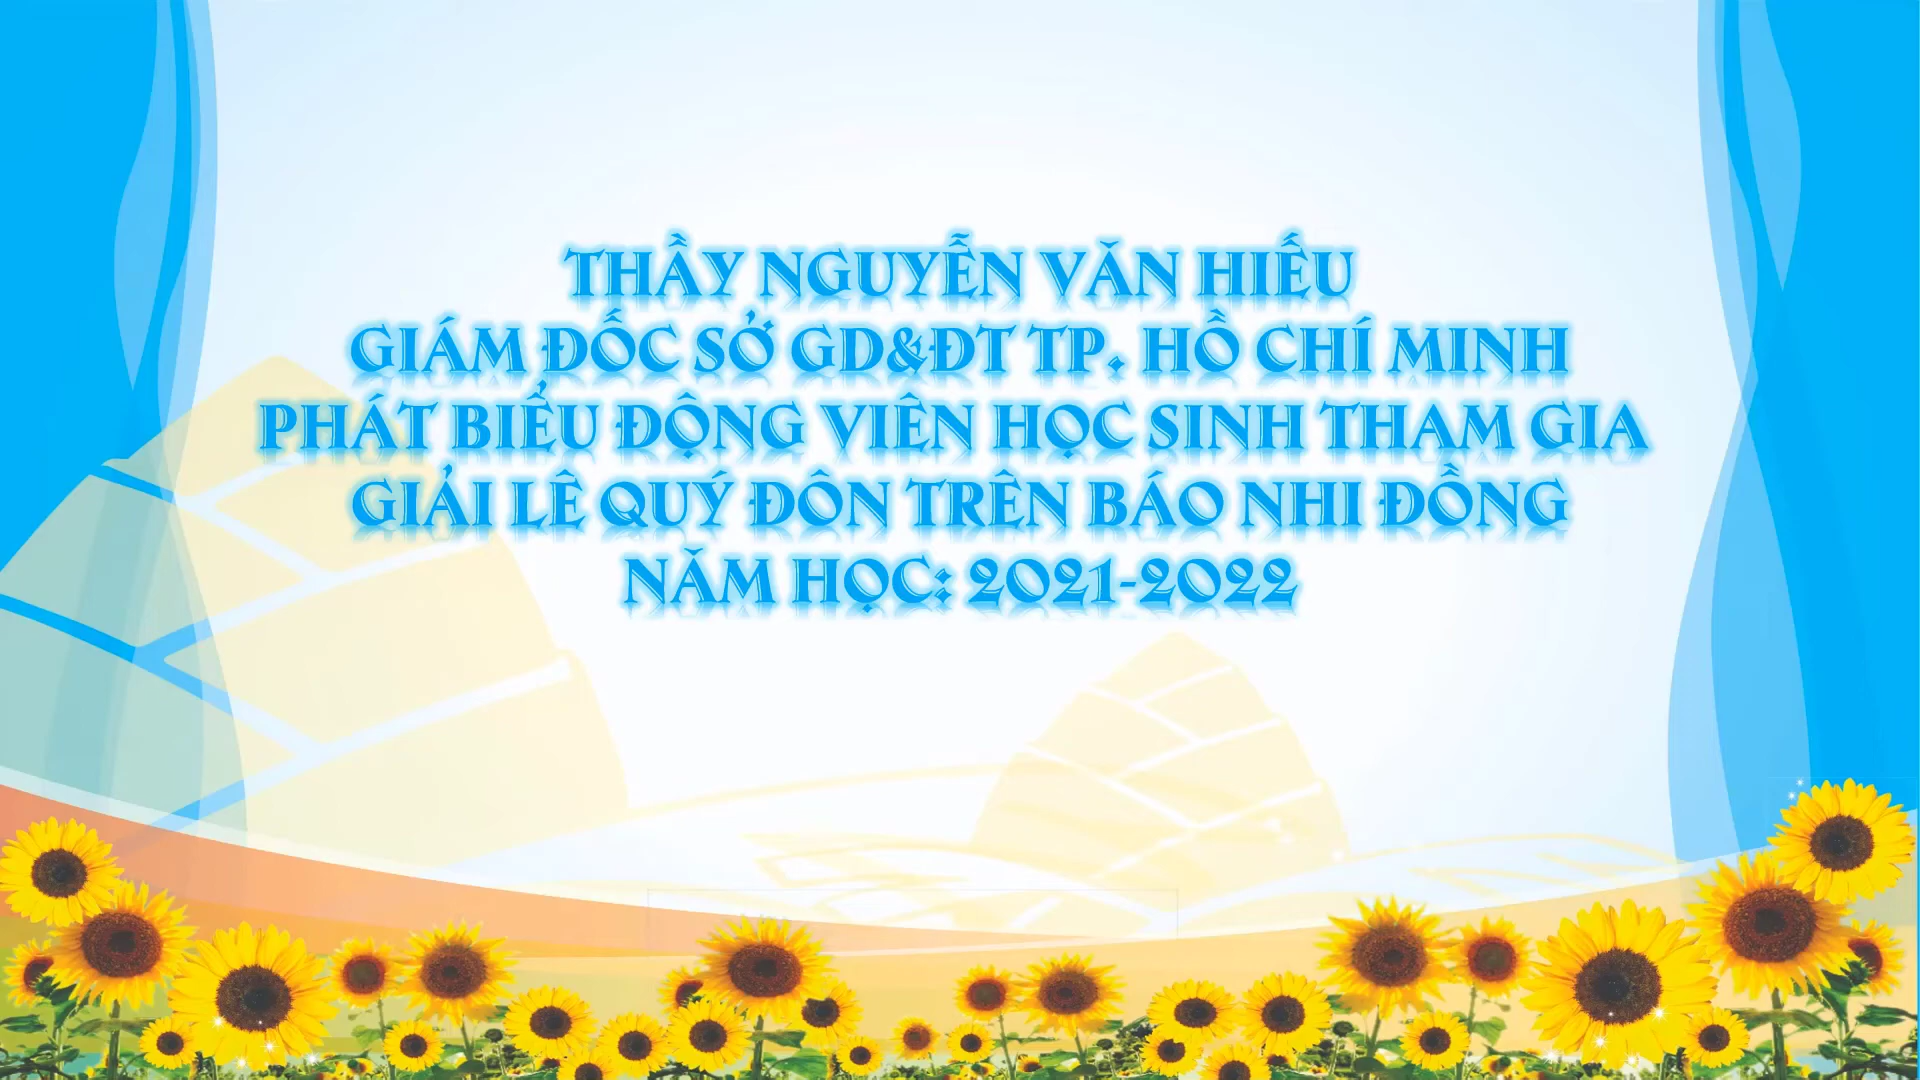 THẦY NGUYỄN VĂN HIẾU
GIÁM ĐỐC SỞ GD&ĐT TP. HỒ CHÍ MINH
PHÁT BIỂU ĐỘNG VIÊN HỌC SINH THAM GIA
GIẢI LÊ QUÝ ĐÔN TRÊN BÁO NHI ĐỒNG
NĂM HỌC: 2021-2022